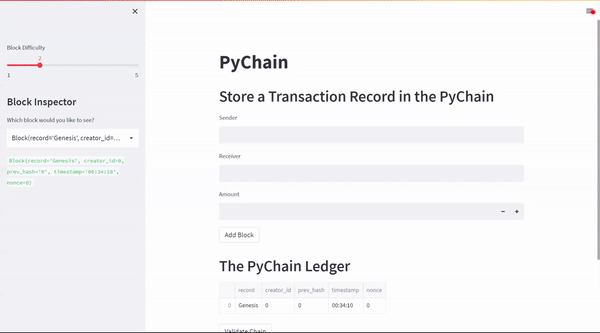 Block Difficulty
2
1 5
Block Inspector
Which block would you like to see?
Block(record='Genesis', creator_id=...
Block(record='Genesis', creator_id=0,
prev_hash='0', timestamp='00:34:10',
nonce=0)
PyChain
Store a Transaction Record in the PyChain
Sender
Receiver
Amount
Add Block
The PyChain Ledger
record creator_id prev_hash timestamp nonce
0 Genesis 0 0 00:34:10 0
Validate Chain